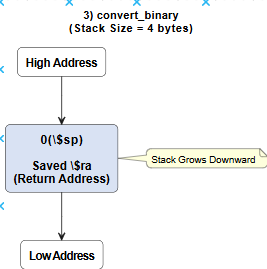 3) convert_binary
(Stack Size = 4 bytes)
High Address
0(\$sp)
Saved \$ra
(Return Address)
Stack Grows Downward
Low Address